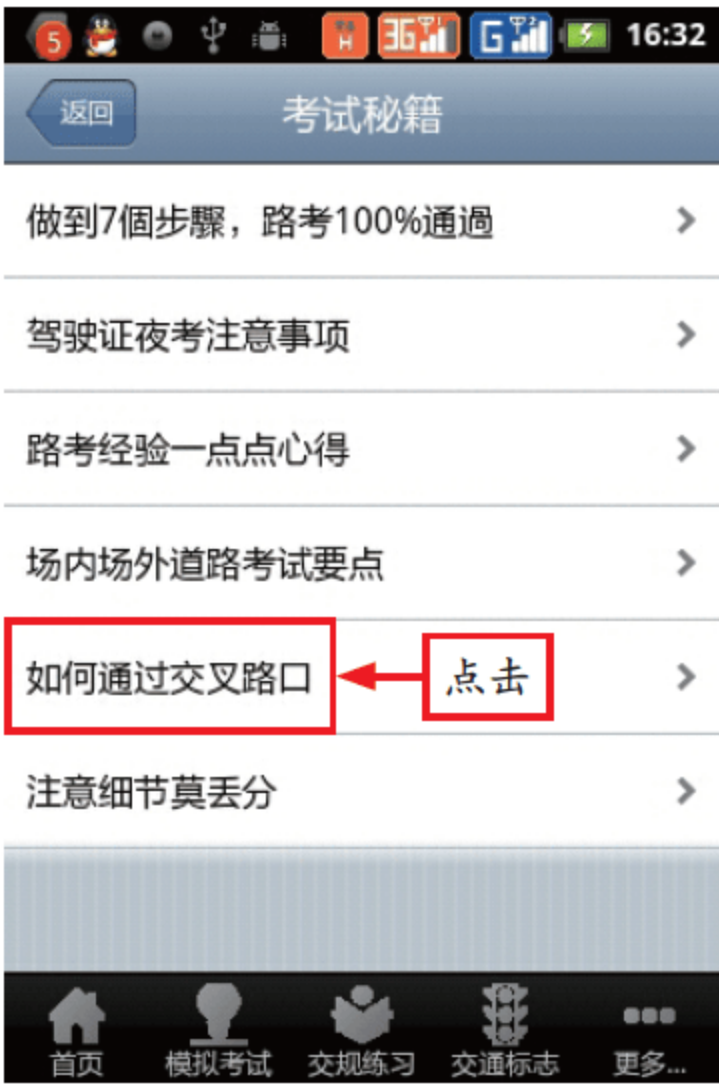 5 H 3G 1 G 2 16:32
返回 考试秘籍
做到7個步驟，路考100%通過
驾驶证夜考注意事项
路考经验一点点心得
场内场外道路考试要点
如何通过交叉路口 点击
注意细节莫丢分
首页 模拟考试 交规练习 交通标志 更多...